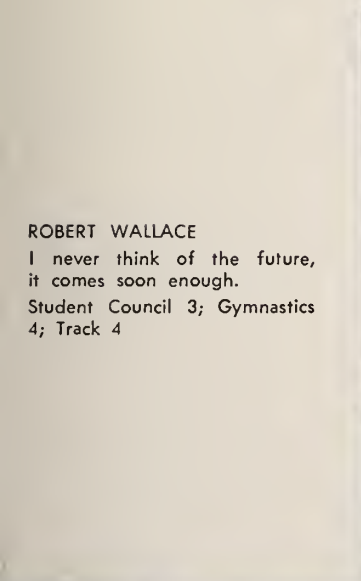 ROBERT WALLACE
I never think of the future,
it comes soon enough.
Student Council 3; Gymnastics
4; Track 4